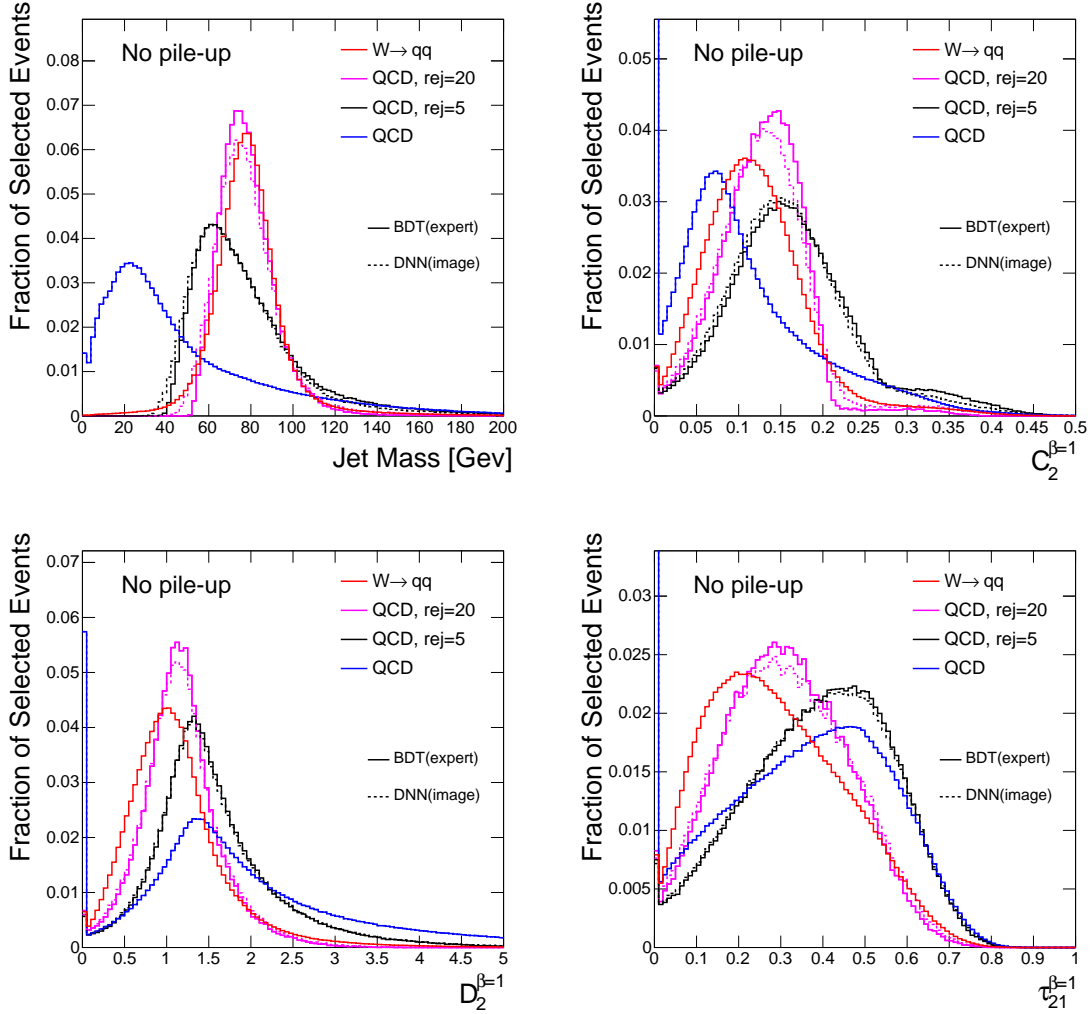 Fraction of Selected Events
0.08
0.07
0.06
0.05
0.04
0.03
0.02
0.01
0
No pile-up
W→ qq
QCD, rej=20
QCD, rej=5
QCD
BDT(expert)
DNN(image)
0 20 40 60 80 100 120 140 160 180 200
Jet Mass [Gev]
Fraction of Selected Events
0.05
0.04
0.03
0.02
0.01
0
No pile-up
W→ qq
QCD, rej=20
QCD, rej=5
QCD
BDT(expert)
DNN(image)
0 0.05 0.1 0.15 0.2 0.25 0.3 0.35 0.4 0.45 0.5
C₂^β=1
Fraction of Selected Events
0.07
0.06
0.05
0.04
0.03
0.02
0.01
0
No pile-up
W→ qq
QCD, rej=20
QCD, rej=5
QCD
BDT(expert)
DNN(image)
0 0.5 1 1.5 2 2.5 3 3.5 4 4.5 5
D₂^β=1
Fraction of Selected Events
0.03
0.025
0.02
0.015
0.01
0.005
0
No pile-up
W→ qq
QCD, rej=20
QCD, rej=5
QCD
BDT(expert)
DNN(image)
0 0.1 0.2 0.3 0.4 0.5 0.6 0.7 0.8 0.9 1
τ₂₁^β=1